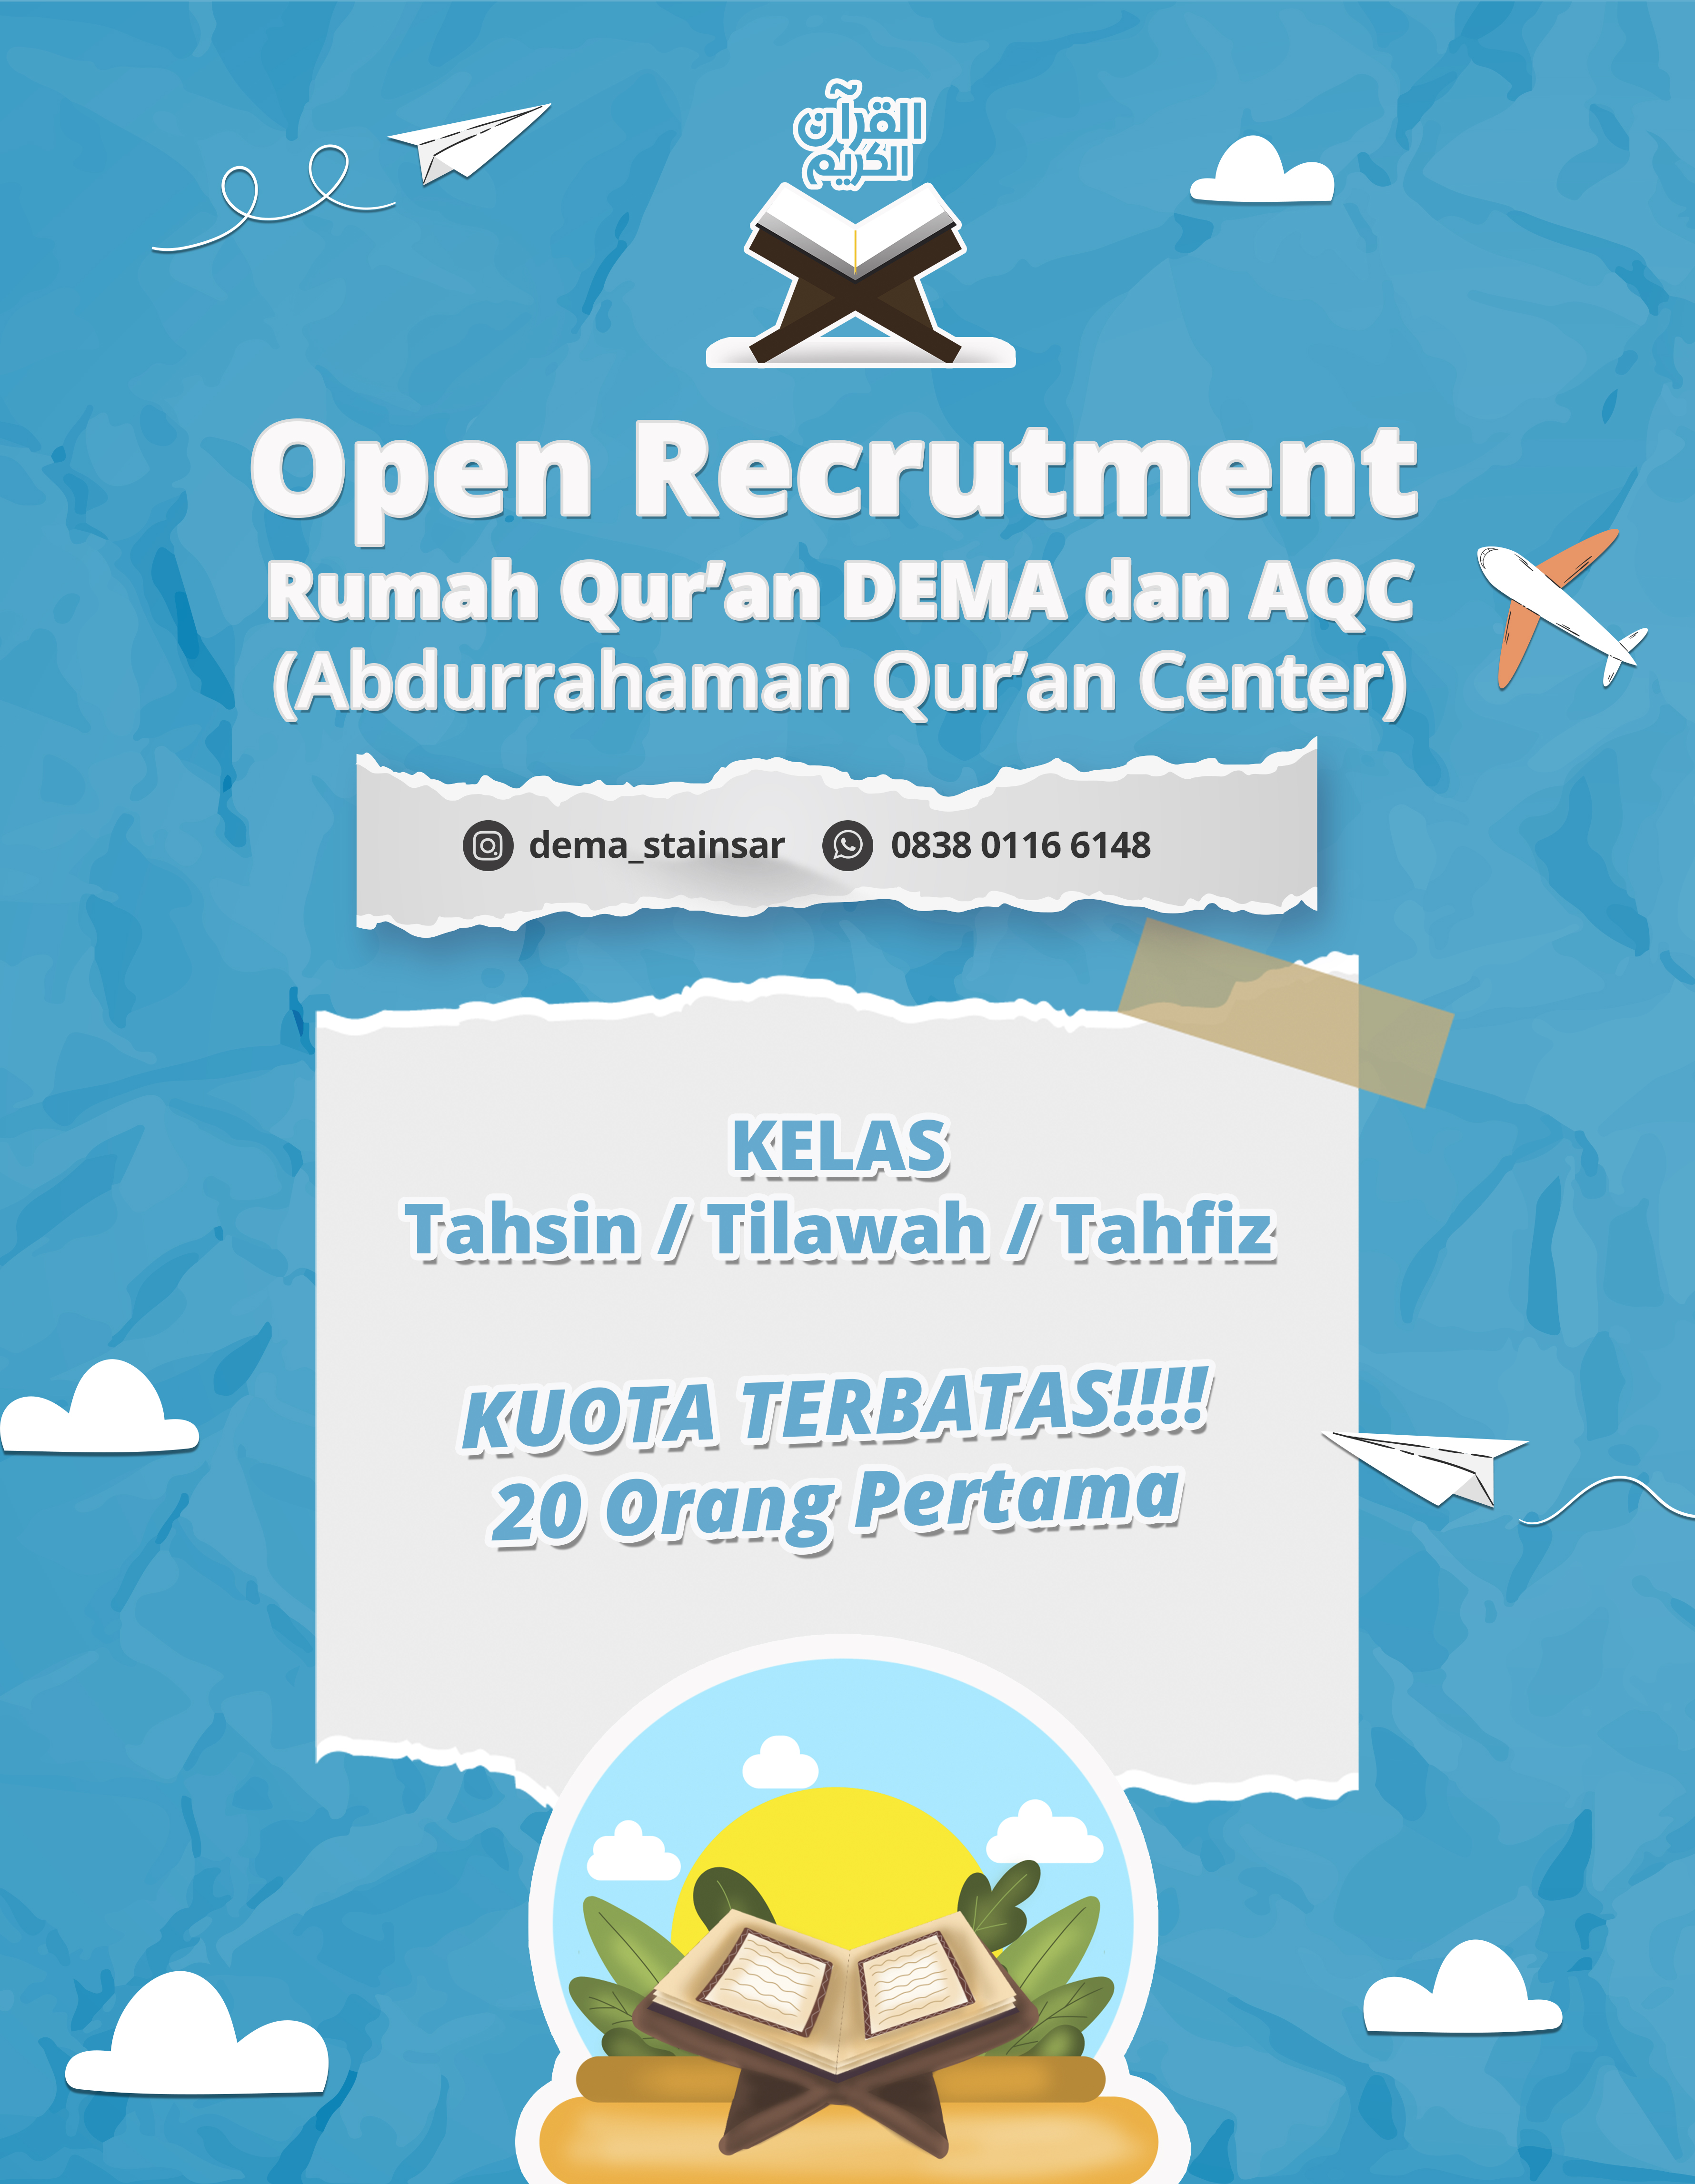 القرآن
الكريم
Open Recrutment
Rumah Qur’an DEMA dan AQC
(Abdurrahaman Qur’an Center)
dema_stainsar 0838 0116 6148
KELAS
Tahsin / Tilawah / Tahfiz
KUOTA TERBATAS!!!!
20 Orang Pertama